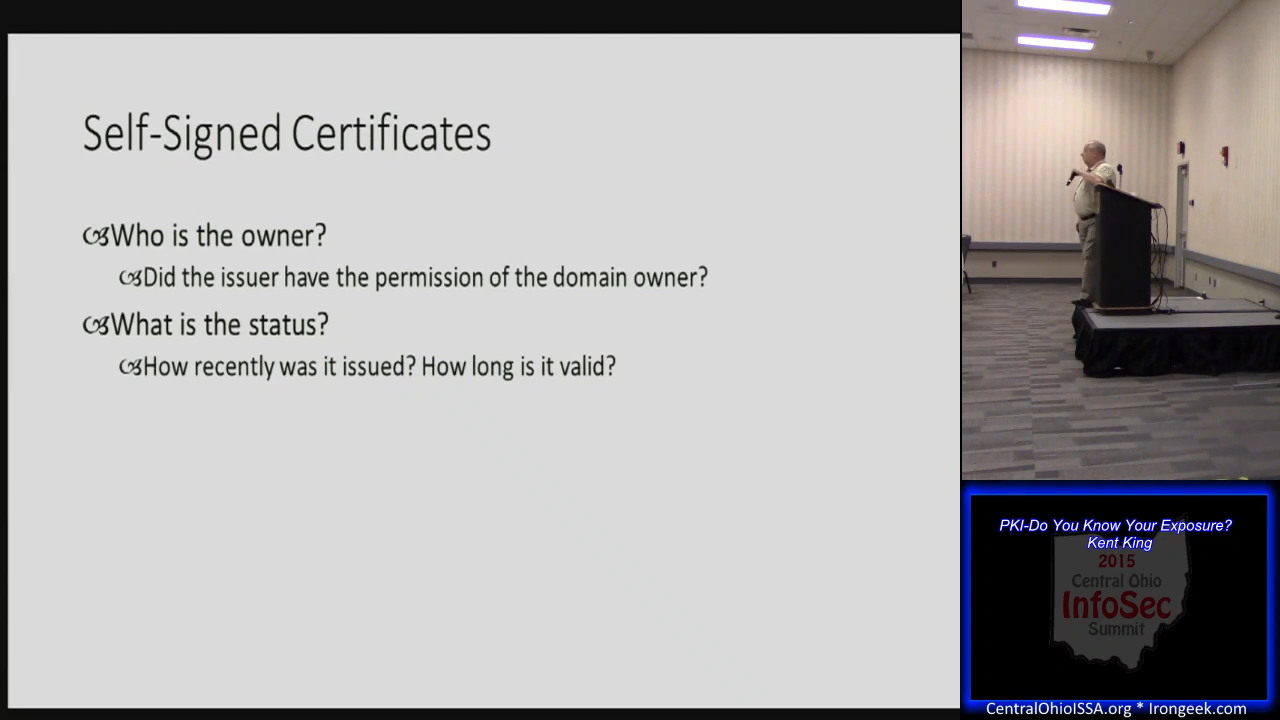 Self-Signed Certificates
Who is the owner?
Did the issuer have the permission of the domain owner?
What is the status?
How recently was it issued? How long is it valid?
PKI-Do You Know Your Exposure?
Kent King
2015
Central Ohio
InfoSec
Summit
CentralOhioISSA.org * Irongeek.com